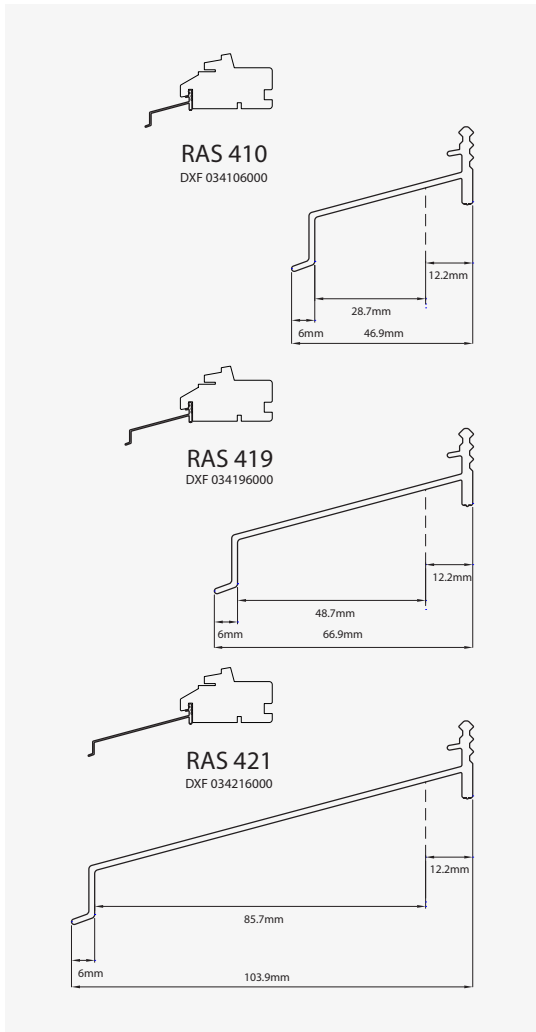 RAS 410
DXF 034106000
12.2mm
28.7mm
6mm
46.9mm
RAS 419
DXF 034196000
12.2mm
48.7mm
6mm
66.9mm
RAS 421
DXF 034216000
12.2mm
85.7mm
6mm
103.9mm